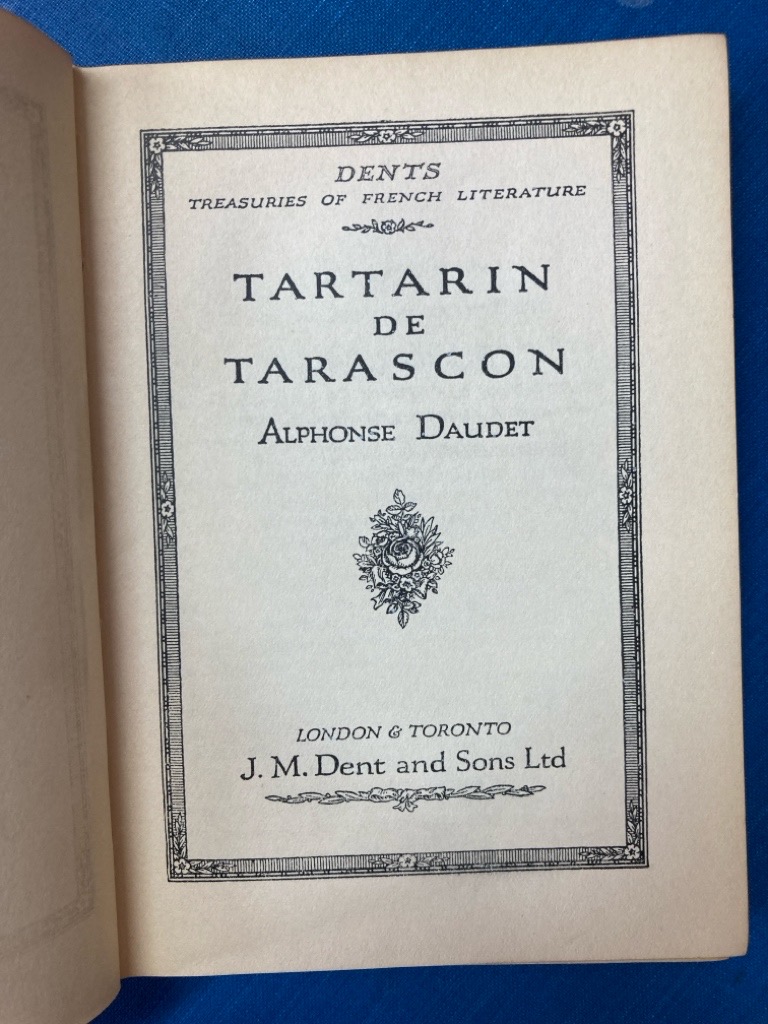 DENTS
TREASURIES OF FRENCH LITERATURE
TARTARIN
DE
TARASCON
ALPHONSE DAUDET
LONDON & TORONTO
J. M. Dent and Sons Ltd